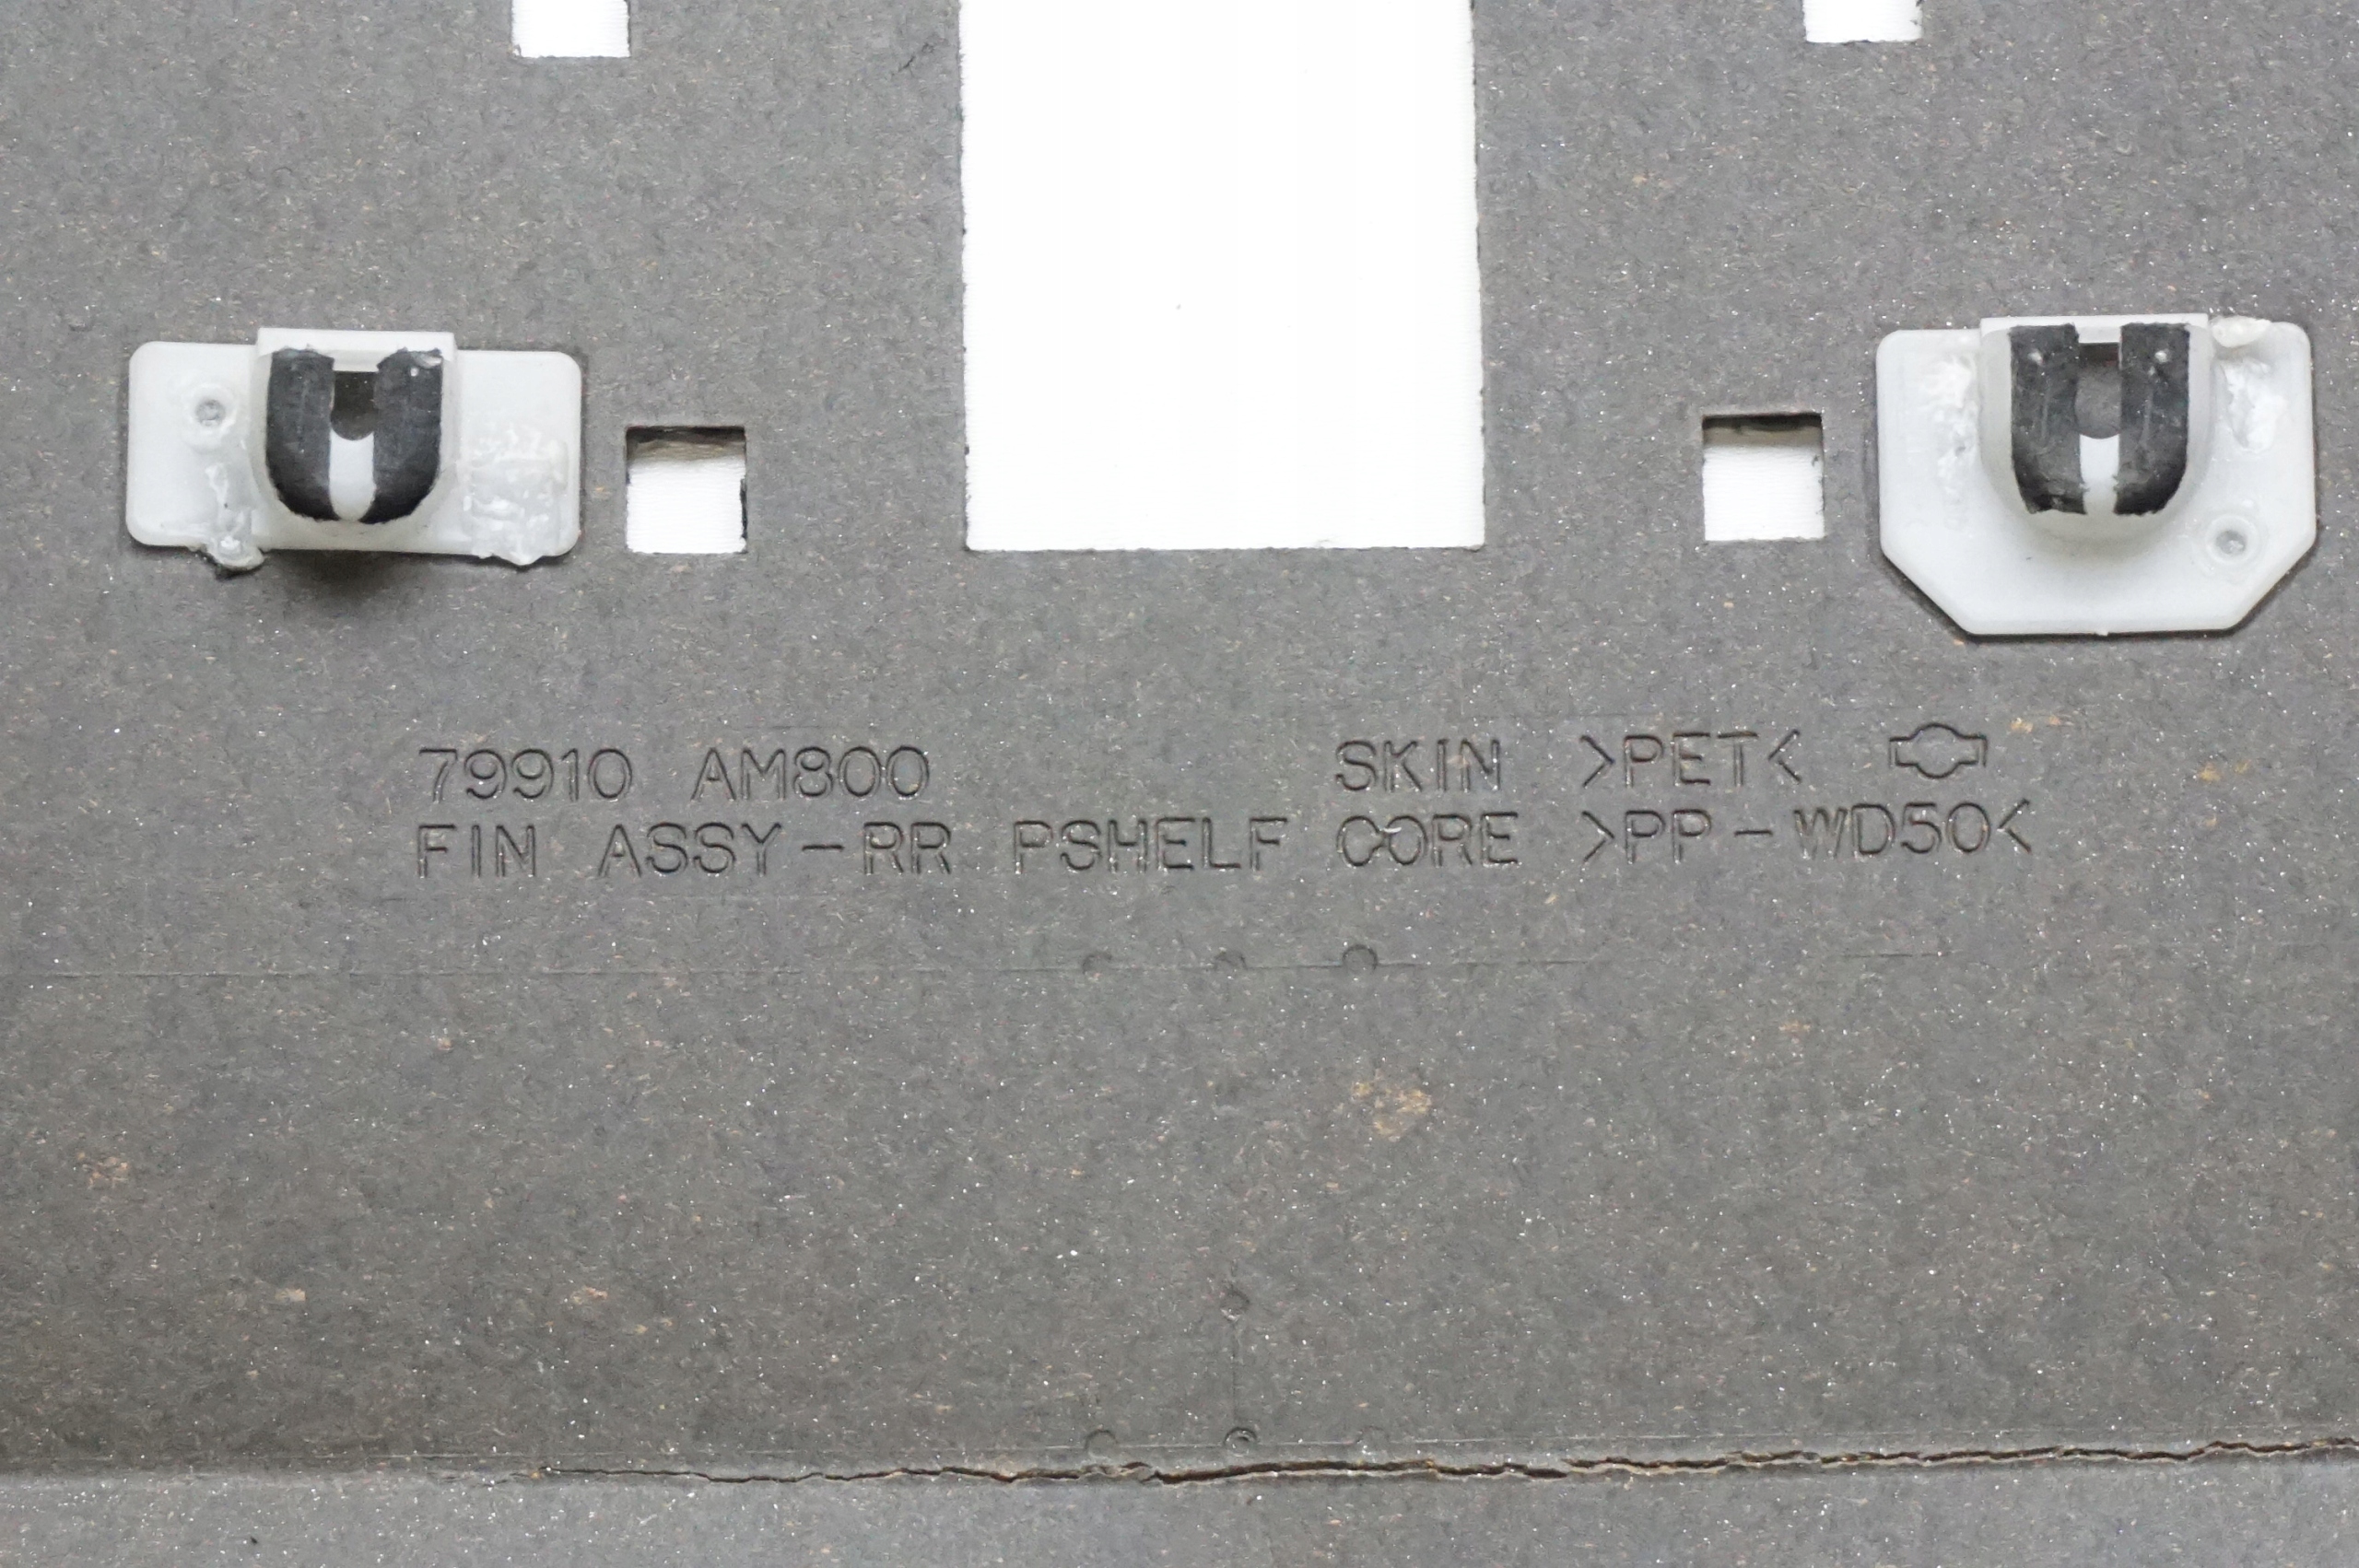 79910 AM800 SKIN >PET<
FIN ASSY-RR PSHELF CORE >PP-WD50<